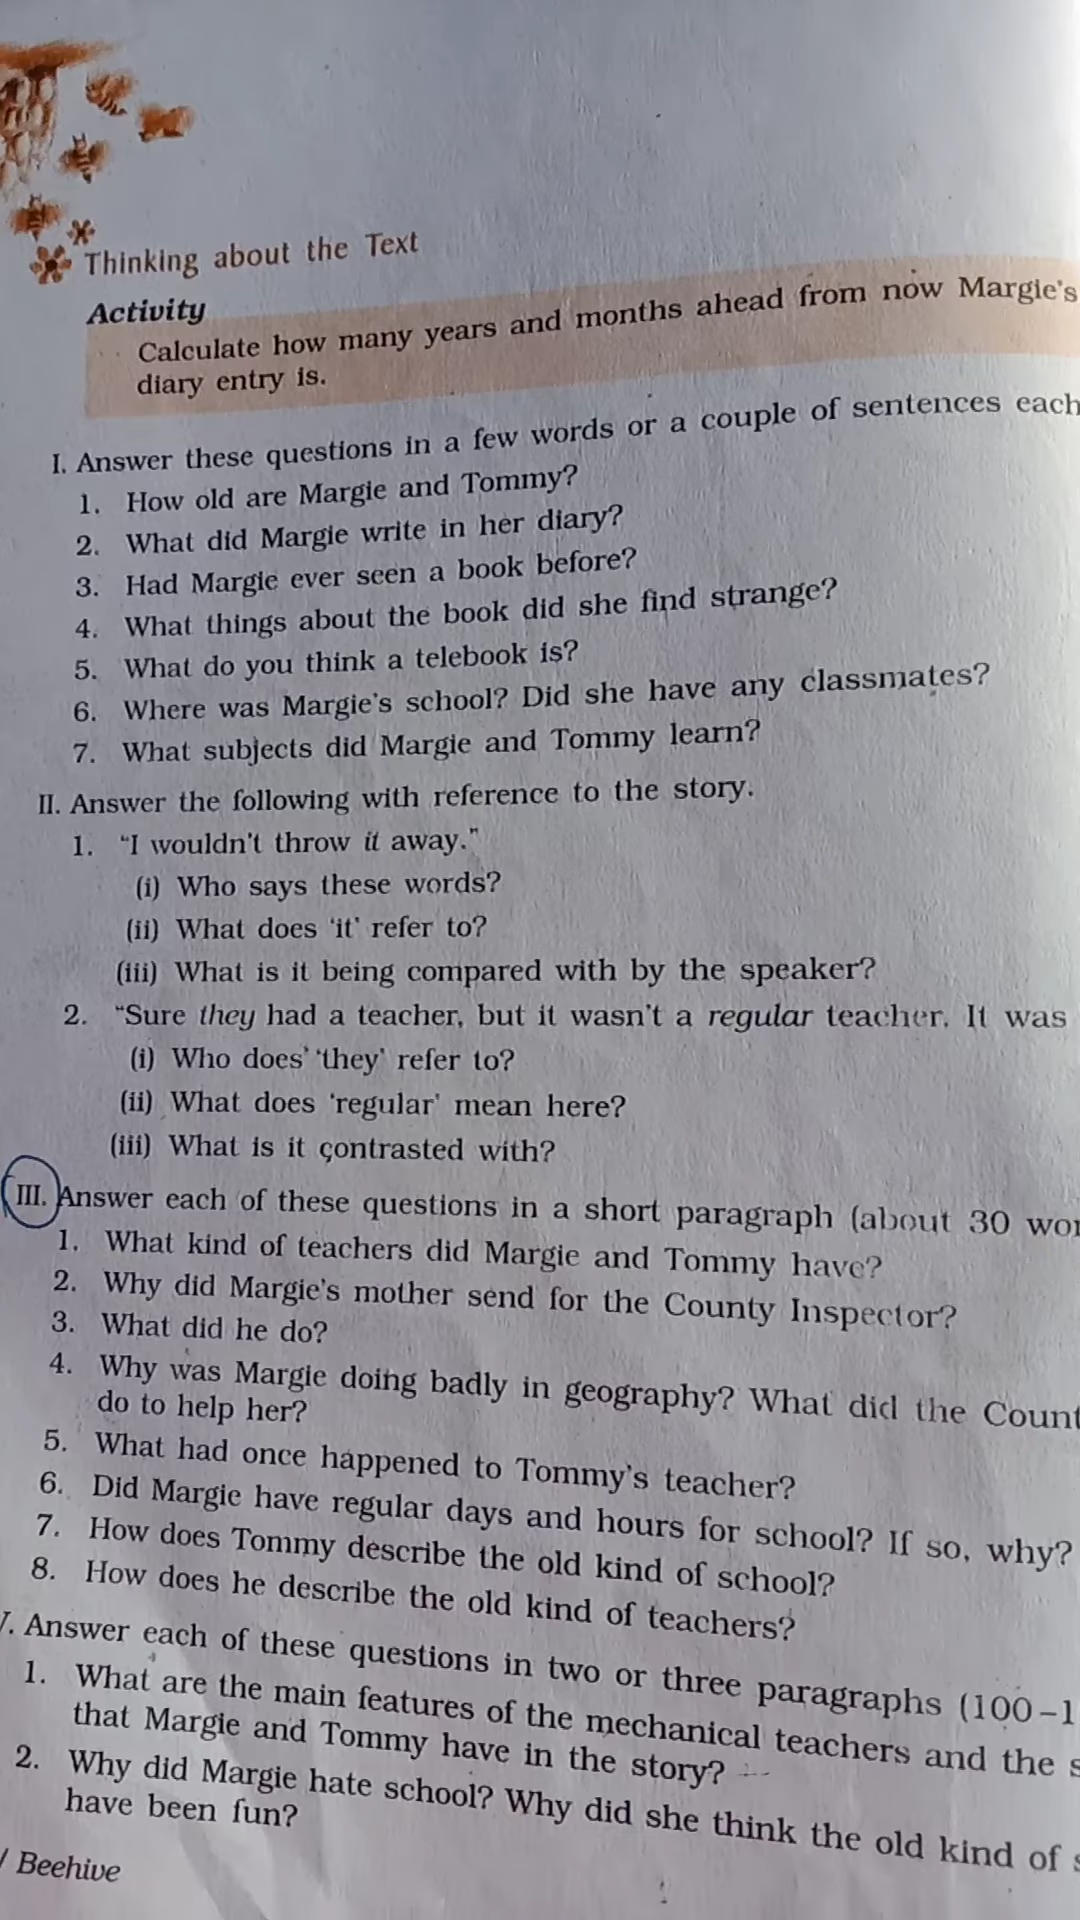 Thinking about the Text
Activity
Calculate how many years and months ahead from now Margie's
diary entry is.
I. Answer these questions in a few words or a couple of sentences each
1. How old are Margie and Tommy?
2. What did Margie write in her diary?
3. Had Margie ever seen a book before?
4. What things about the book did she find strange?
5. What do you think a telebook is?
6. Where was Margie's school? Did she have any classmates?
7. What subjects did Margie and Tommy learn?
II. Answer the following with reference to the story.
1. “I wouldn't throw it away.”
(i) Who says these words?
(ii) What does ‘it’ refer to?
(iii) What is it being compared with by the speaker?
2. “Sure they had a teacher, but it wasn't a regular teacher. It was
(i) Who does ‘they’ refer to?
(ii) What does ‘regular’ mean here?
(iii) What is it contrasted with?
III. Answer each of these questions in a short paragraph (about 30
1. What kind of teachers did Margie and Tommy have?
2. Why did Margie's mother send for the County Inspector?
3. What did he do?
4. Why was Margie doing badly in geography? What did the
do to help her?
5. What had once happened to Tommy's teacher?
6. Did Margie have regular days and hours for school? If so, why?
7. How does Tommy describe the old kind of school?
8. How does he describe the old kind of teachers?
. Answer each of these questions in two or three paragraphs (100–1
1. What are the main features of the mechanical teachers and the
that Margie and Tommy have in the story?
2. Why did Margie hate school? Why did she think the old kind of
have been fun?
/ Beehive